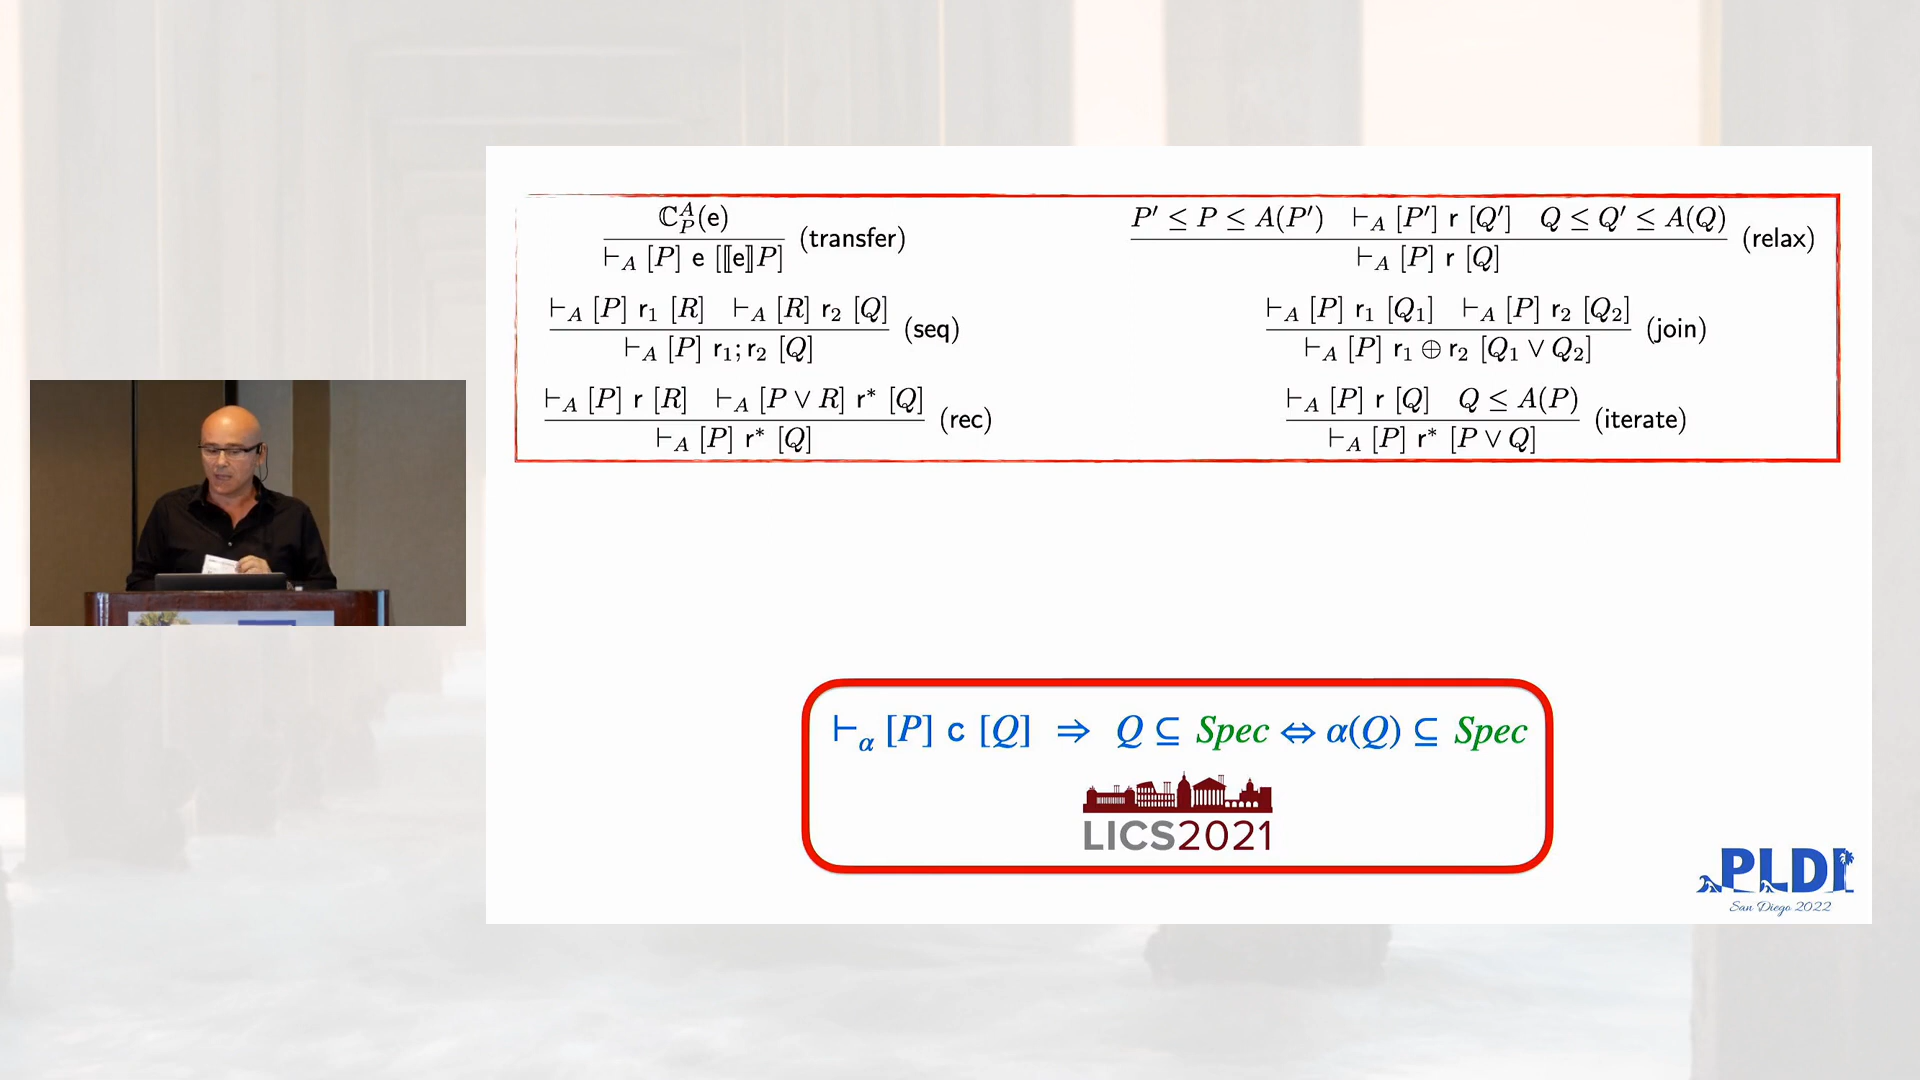 ℂ_P^A(e)
⊢_A [P] e [⟦e⟧P] (transfer)
P′ ≤ P ≤ A(P′) ⊢_A [P′] r [Q′] Q ≤ Q′ ≤ A(Q)
⊢_A [P] r [Q] (relax)
⊢_A [P] r₁ [R] ⊢_A [R] r₂ [Q]
⊢_A [P] r₁; r₂ [Q] (seq)
⊢_A [P] r₁ [Q₁] ⊢_A [P] r₂ [Q₂]
⊢_A [P] r₁ ⊕ r₂ [Q₁ ∨ Q₂] (join)
⊢_A [P] r [R] ⊢_A [P ∨ R] r* [Q]
⊢_A [P] r* [Q] (rec)
⊢_A [P] r [Q] Q ≤ A(P)
⊢_A [P] r* [P ∨ Q] (iterate)
⊢_α [P] c [Q] ⇒ Q ⊆ Spec ⇔ α(Q) ⊆ Spec
LICS2021
PLDI
San Diego 2022